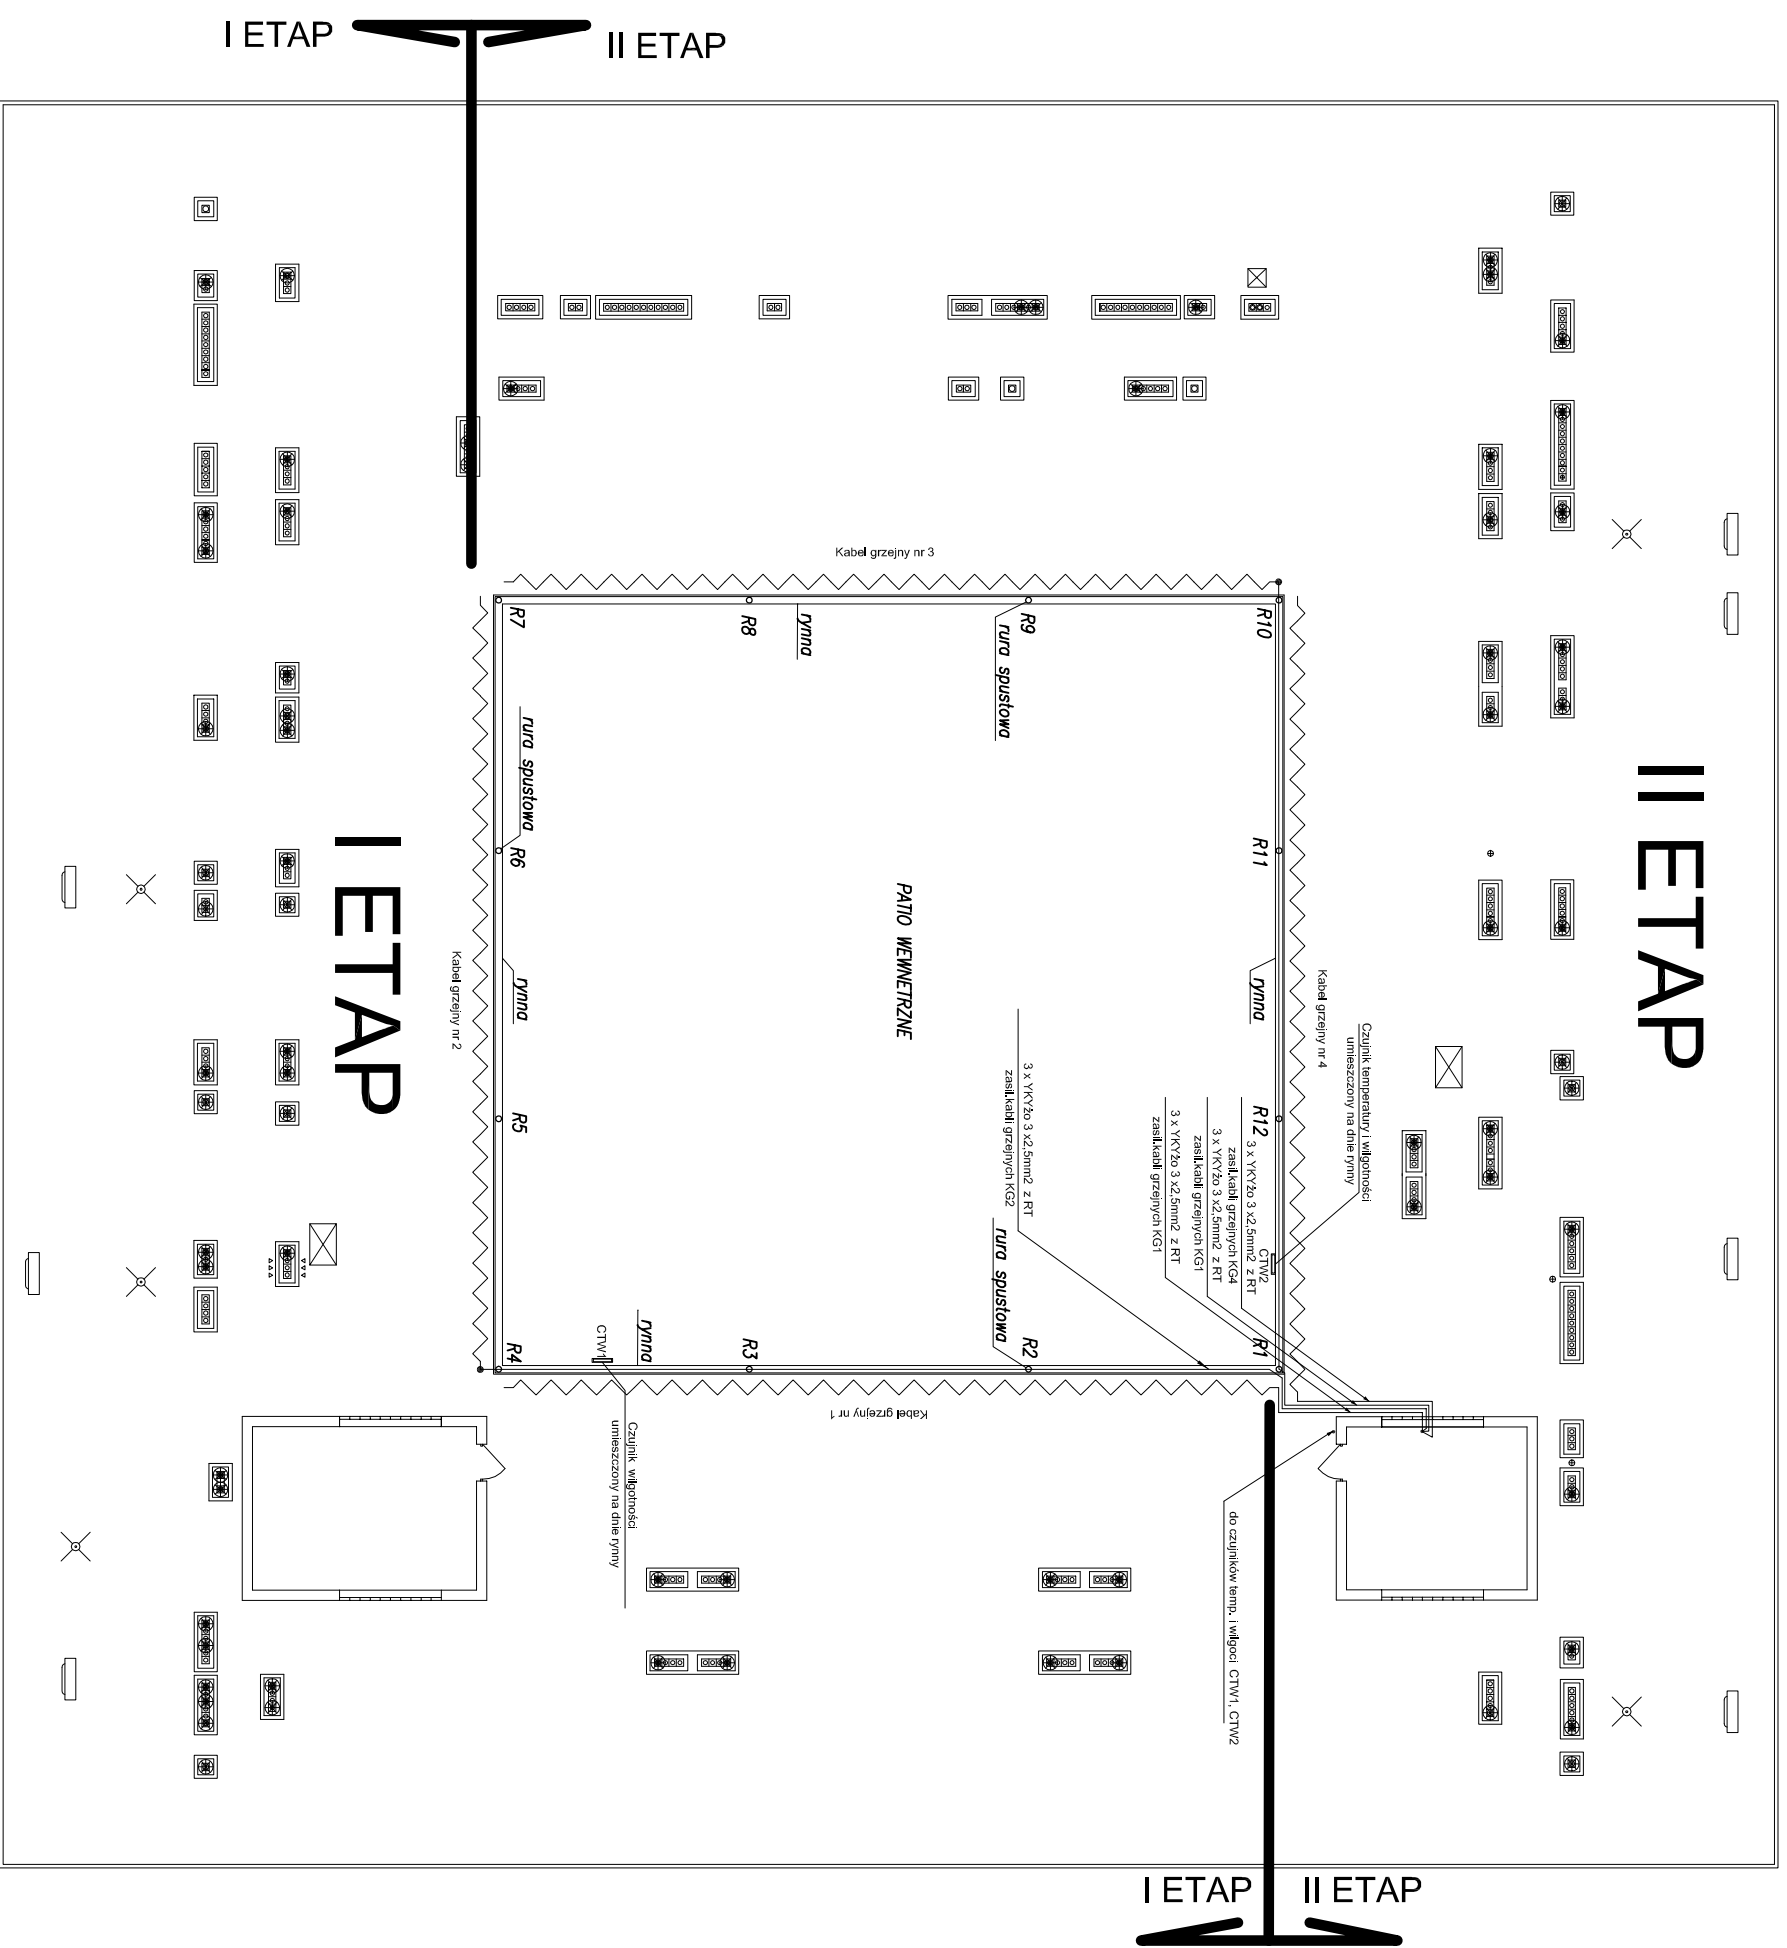 I ETAP
II ETAP
Kabel grzejny nr 3
R7
R8
rynna
R9
rura spustowa
R10
rura spustowa
R6
R11
I ETAP
II ETAP
PATIO WEWNETRZNE
Kabel grzejny nr 2
rynna
rynna
Kabel grzejny nr 4
Czujnik temperatury i wilgotności
umieszczony na dnie rynny
R5
R12
3 x YKYżo 3 x2,5mm2 z RT
zasil.kabli grzejnych KG2
3 x YKYżo 3 x2,5mm2 z RT
zasil.kabli grzejnych KG4
3 x YKYżo 3 x2,5mm2 z RT
zasil.kabli grzejnych KG1
3 x YKYżo 3 x2,5mm2 z RT
zasil.kabli grzejnych KG1
CTW2
rura spustowa
R4
CTW1
rynna
R3
R2
R1
Kabel grzejny nr 1
Czujnik wilgotności
umieszczony na dnie rynny
do czujników temp. i wilgoci CTW1, CTW2
I ETAP
II ETAP